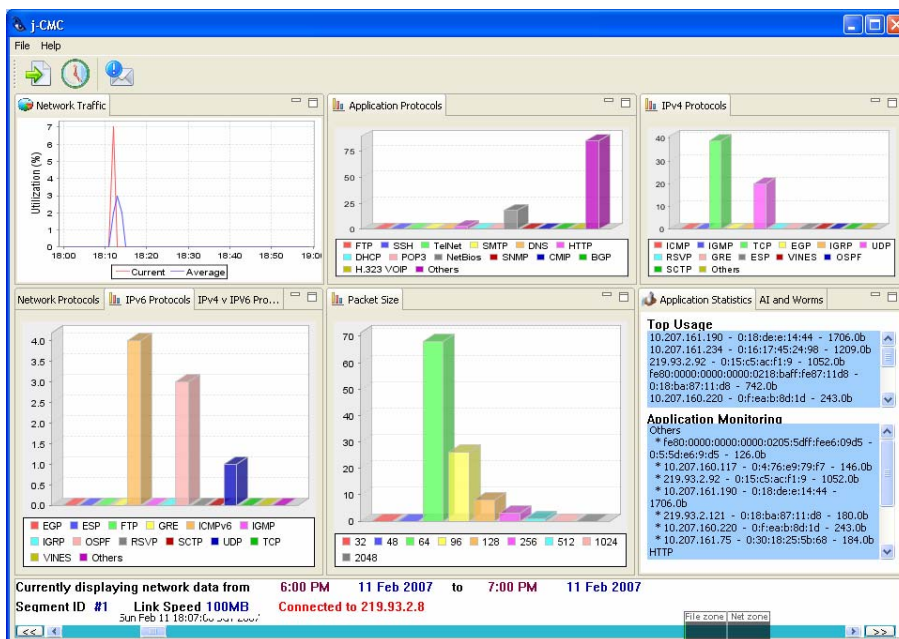 j-CMC
File Help
Network Traffic
Utilization (%)
7
6
5
4
3
2
1
0
18:00 18:10 18:20 18:30 18:40 18:50 19:0
Current Average
Application Protocols
75
50
25
0
FTP SSH TelNet SMTP DNS HTTP
DHCP POP3 NetBios SNMP CMIP BGP
H.323 VOIP Others
IPv4 Protocols
40
30
20
10
0
ICMP IGMP TCP EGP IGRP UDP
RSVP GRE ESP VINES OSPF
SCTP Others
Network Protocols IPv6 Protocols IPv4 v IPV6 Pro...
4.0
3.5
3.0
2.5
2.0
1.5
1.0
0.5
0.0
EGP ESP FTP GRE ICMPv6 IGMP
IGRP OSPF RSVP SCTP UDP TCP
VINES Others
Packet Size
70
60
50
40
30
20
10
0
32 48 64 96 128 256 512 1024
2048
Application Statistics AI and Worms
Top Usage
10.207.161.190 - 0:18:de:e:14:44 - 1706.0b
10.207.161.234 - 0:16:17:45:24:98 - 1209.0b
219.93.2.92 - 0:15:c5:ac:f1:9 - 1052.0b
fe80:0000:0000:0000:0218:baff:fe87:11d8 -
0:18:ba:87:11:d8 - 742.0b
10.207.160.220 - 0:f:ea:b:8d:1d - 243.0b
Application Monitoring
Others
* fe80:0000:0000:0000:0205:5dff:fee6:09d5 -
0:5:5d:e6:9:d5 - 126.0b
* 10.207.160.117 - 0:4:76:e9:79:f7 - 146.0b
* 219.93.2.92 - 0:15:c5:ac:f1:9 - 1052.0b
* 10.207.161.190 - 0:18:de:e:14:44 -
1706.0b
* 219.93.2.121 - 0:18:ba:87:11:d8 - 180.0b
* 10.207.160.220 - 0:f:ea:b:8d:1d - 243.0b
* 10.207.161.75 - 0:30:18:25:5b:68 - 184.0b
HTTP
Currently displaying network data from 6:00 PM 11 Feb 2007 to 7:00 PM 11 Feb 2007
Segment ID #1 Link Speed 100MB Connected to 219.93.2.8
Sun Feb 11 2007
File zone Net zone
<< >>